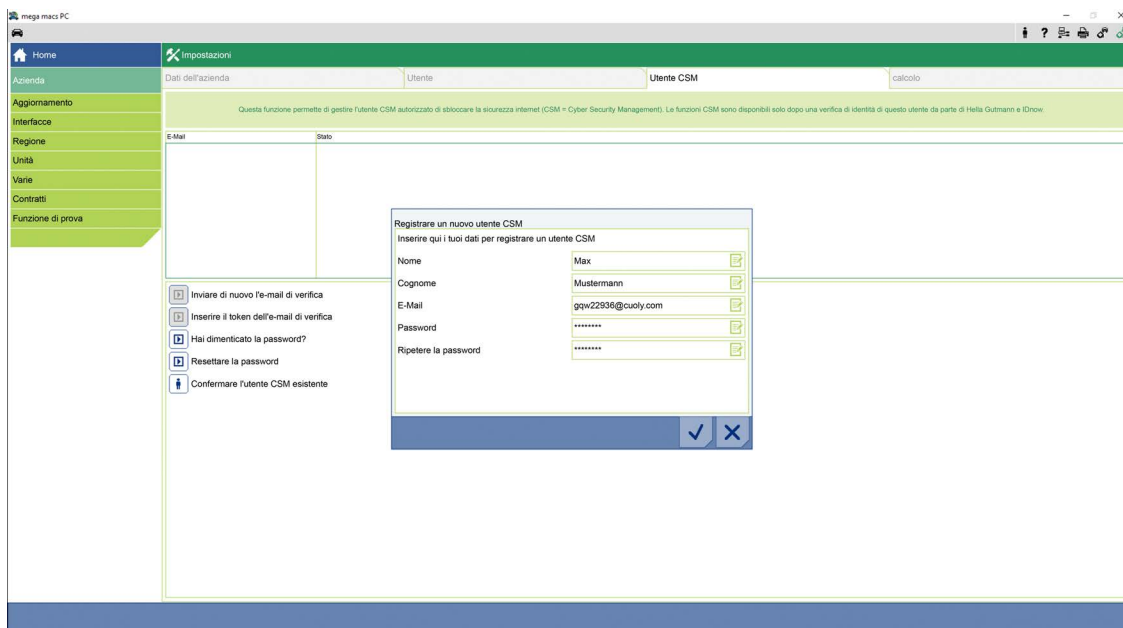 mega macs PC
Home
Impostazioni
Azienda
Dati dell'azienda
Utente
Utente CSM
calcolo
Aggiornamento
Interfacce
Regione
Unità
Varie
Contratti
Funzione di prova
Questa funzione permette di gestire l'utente CSM autorizzato di sbloccare la sicurezza internet (CSM = Cyber Security Management). Le funzioni CSM sono disponibili solo dopo una verifica di identità di questo utente da parte di Hella Gutmann e IDnow.
E-Mail
Stato
Registrare un nuovo utente CSM
Inserire qui i tuoi dati per registrare un utente CSM
Nome
Max
Cognome
Mustermann
E-Mail
gqw22936@cuoly.com
Password
********
Ripetere la password
********
Inviare di nuovo l'e-mail di verifica
Inserire il token dell'e-mail di verifica
Hai dimenticato la password?
Resettare la password
Confermare l'utente CSM esistente